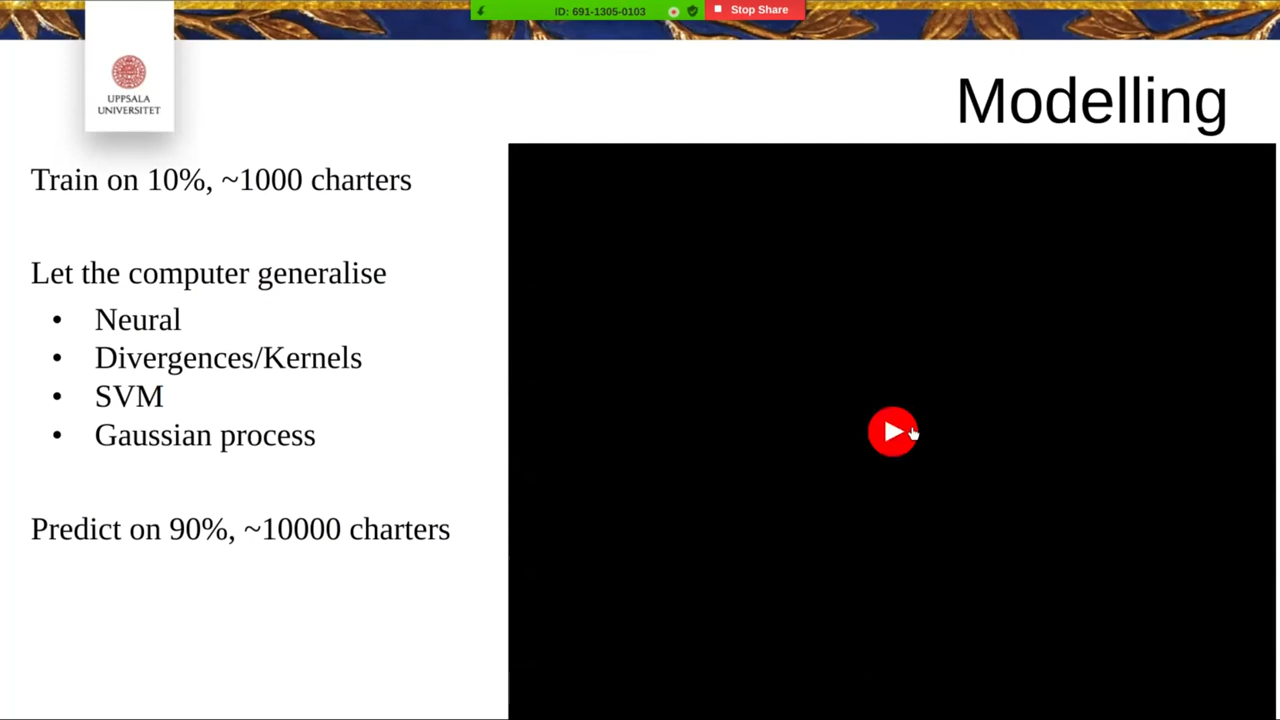 ID: 691-1305-0103
Stop Share
UPPSALA
UNIVERSITET
Modelling
Train on 10%, ~1000 charters
Let the computer generalise
• Neural
• Divergences/Kernels
• SVM
• Gaussian process
Predict on 90%, ~10000 charters